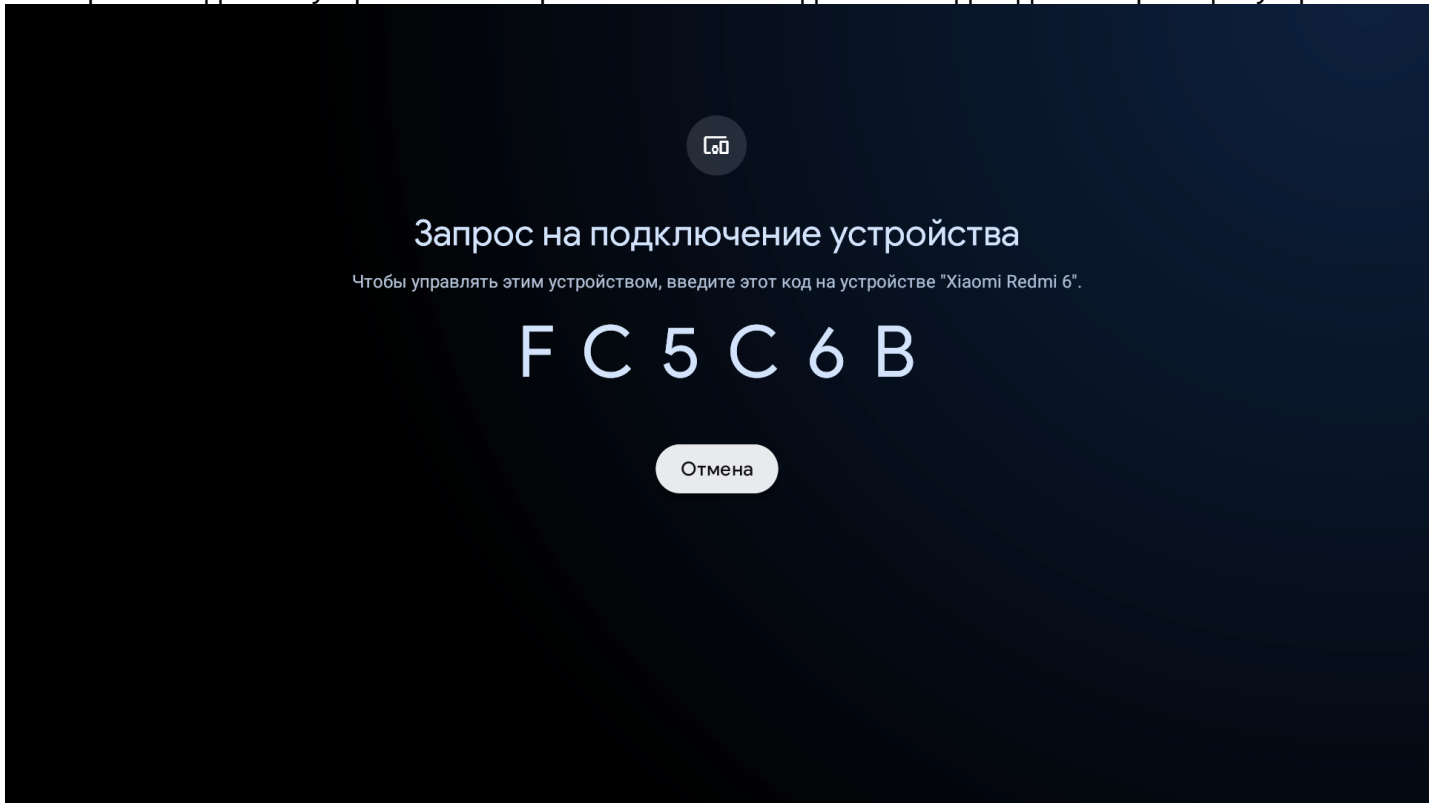 Запрос на подключение устройства
Чтобы управлять этим устройством, введите этот код на устройстве "Xiaomi Redmi 6".
F C 5 C 6 B
Отмена